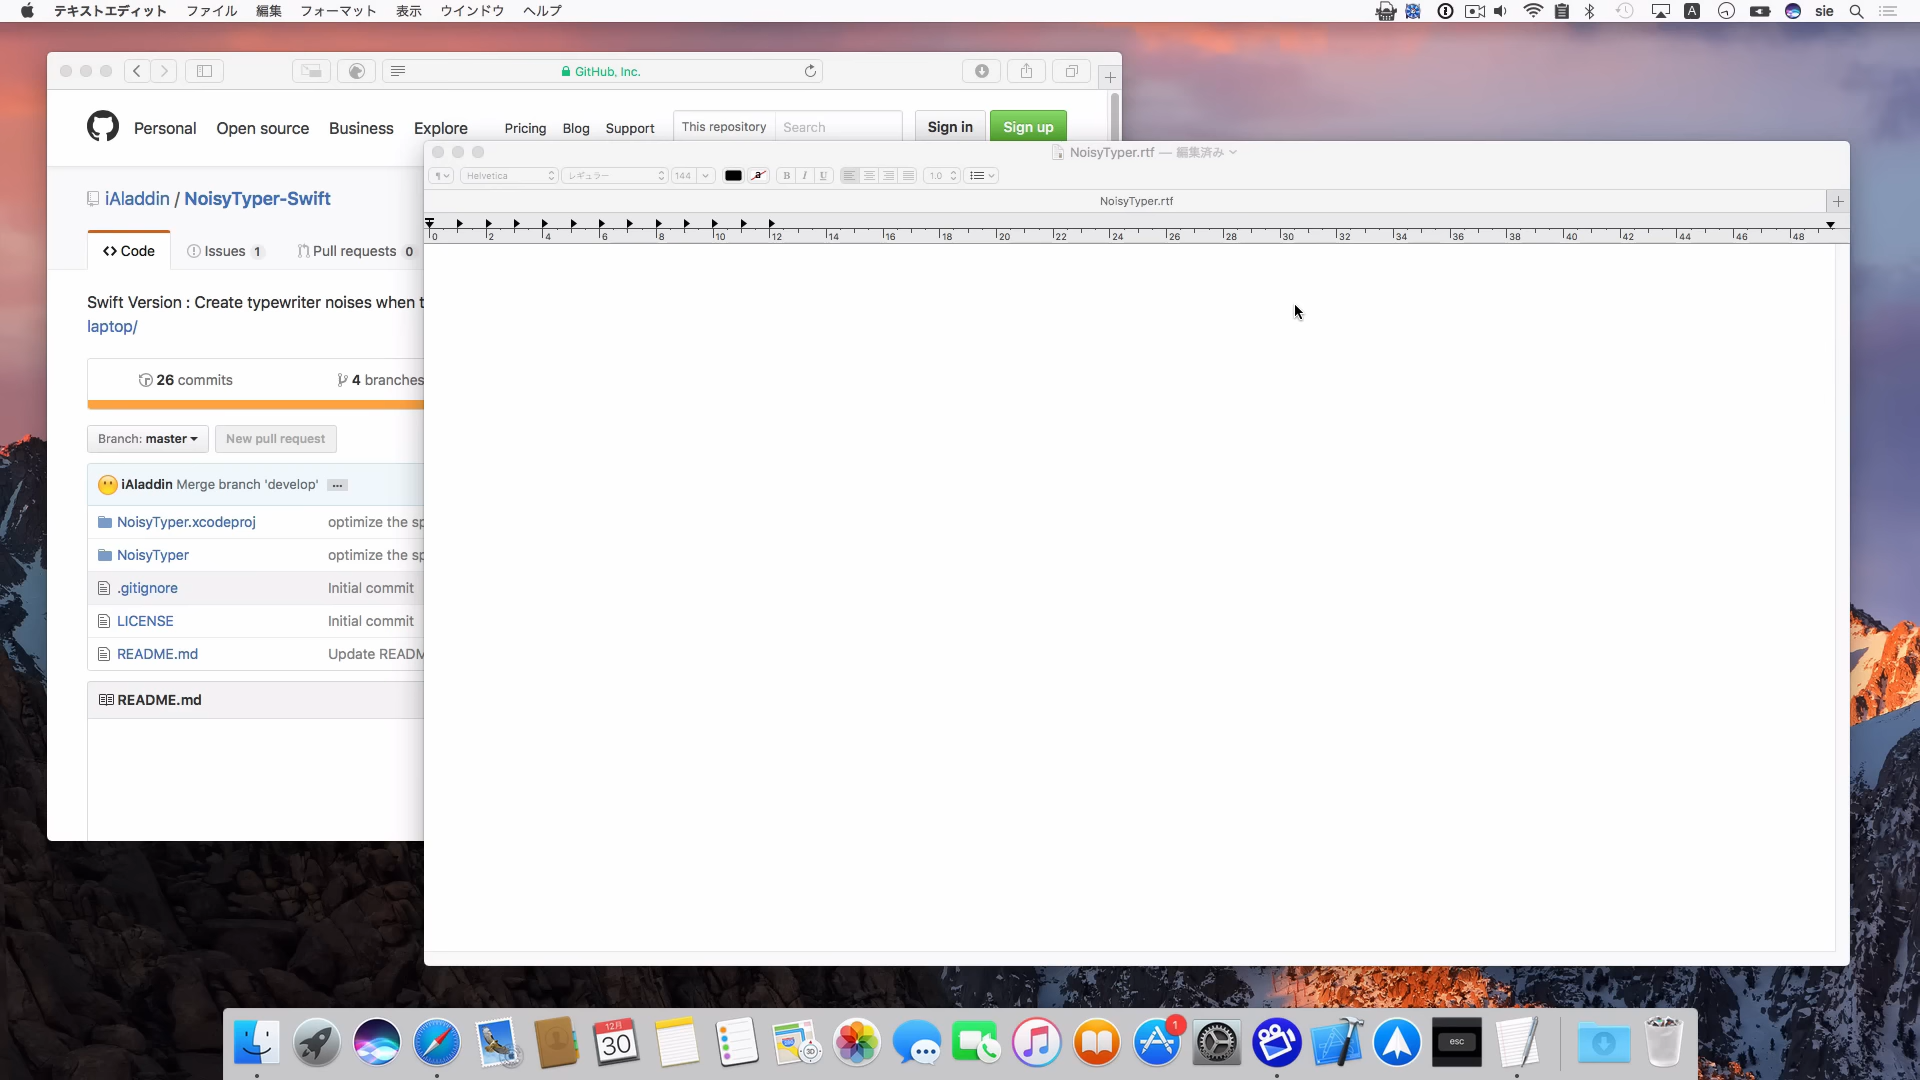 テキストエディット ファイル 編集 フォーマット 表示 ウインドウ ヘルプ
A sie
GitHub, Inc.
Personal Open source Business Explore Pricing Blog Support This repository Search Sign in Sign up
iAladdin / NoisyTyper-Swift
Code Issues 1 Pull requests 0
Swift Version : Create typewriter noises when t
laptop/
26 commits 4 branches
Branch: master New pull request
iAladdin Merge branch 'develop' ...
NoisyTyper.xcodeproj optimize the sp
NoisyTyper optimize the sp
.gitignore Initial commit
LICENSE Initial commit
README.md Update READM
README.md
NoisyTyper.rtf — 編集済み
Helvetica レギュラー 144 a B I U 1.0
NoisyTyper.rtf
0 2 4 6 8 10 12 14 16 18 20 22 24 26 28 30 32 34 36 38 40 42 44 46 48
12月
30
3D
1
esc